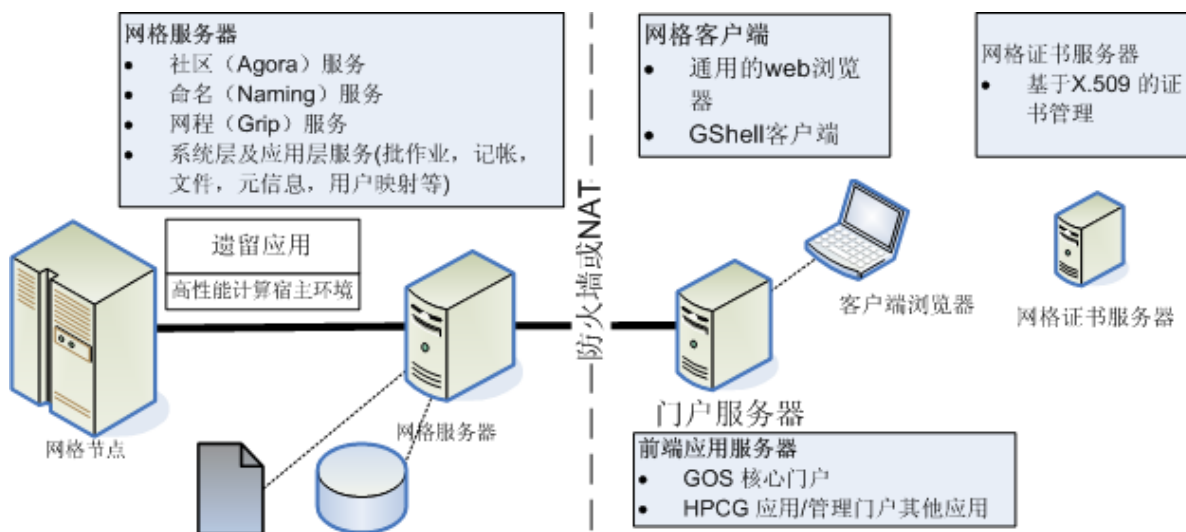 网格服务器
• 社区（Agora）服务
• 命名（Naming）服务
• 网程（Grip）服务
• 系统层及应用层服务(批作业，记帐，
文件，元信息，用户映射等)
网格客户端
• 通用的web浏览
器
• GShell客户端
网格证书服务器
• 基于X.509 的证
书管理
遗留应用
高性能计算宿主环境
防火墙或NAT
客户端浏览器
网格证书服务器
网格节点
网格服务器
门户服务器
前端应用服务器
• GOS 核心门户
• HPCG 应用/管理门户其他应用